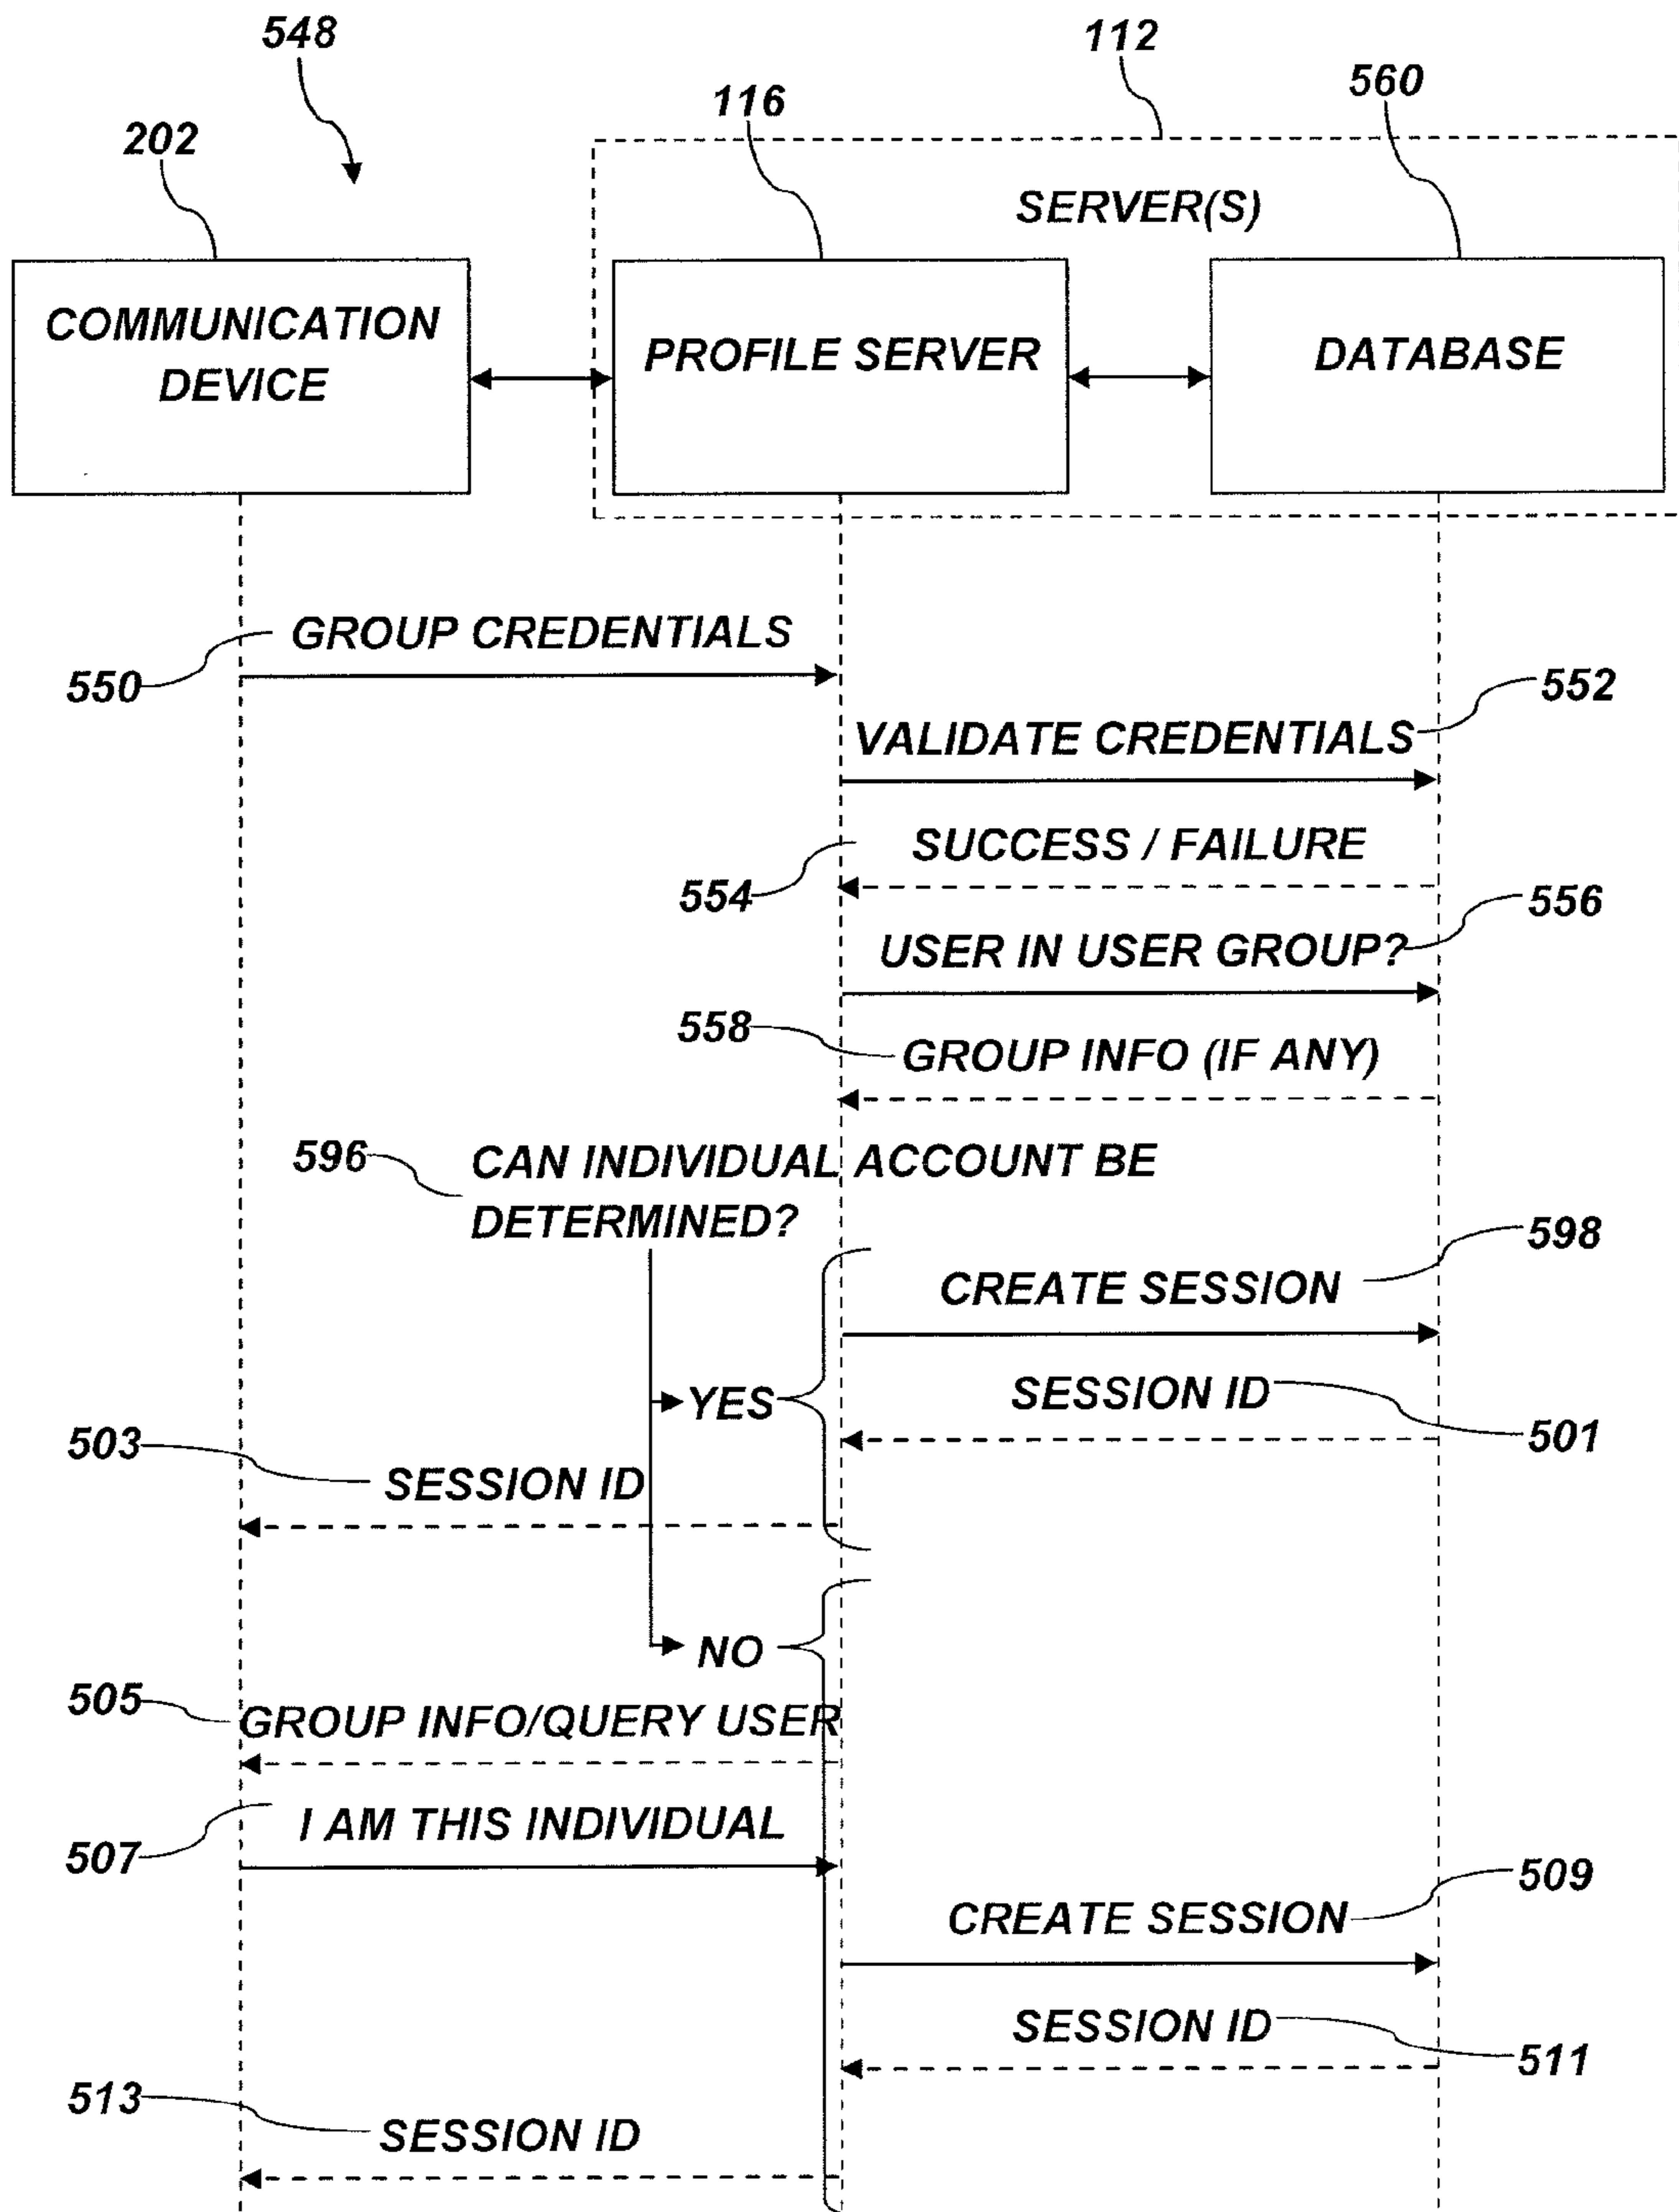 548
112
560
116
202
SERVER(S)
COMMUNICATION
DEVICE
PROFILE SERVER
DATABASE
GROUP CREDENTIALS
550
552
VALIDATE CREDENTIALS
SUCCESS / FAILURE
554
556
USER IN USER GROUP?
558
GROUP INFO (IF ANY)
596
CAN INDIVIDUAL ACCOUNT BE
DETERMINED?
598
CREATE SESSION
YES
SESSION ID
501
503
SESSION ID
NO
505
GROUP INFO/QUERY USER
I AM THIS INDIVIDUAL
507
509
CREATE SESSION
SESSION ID
511
513
SESSION ID